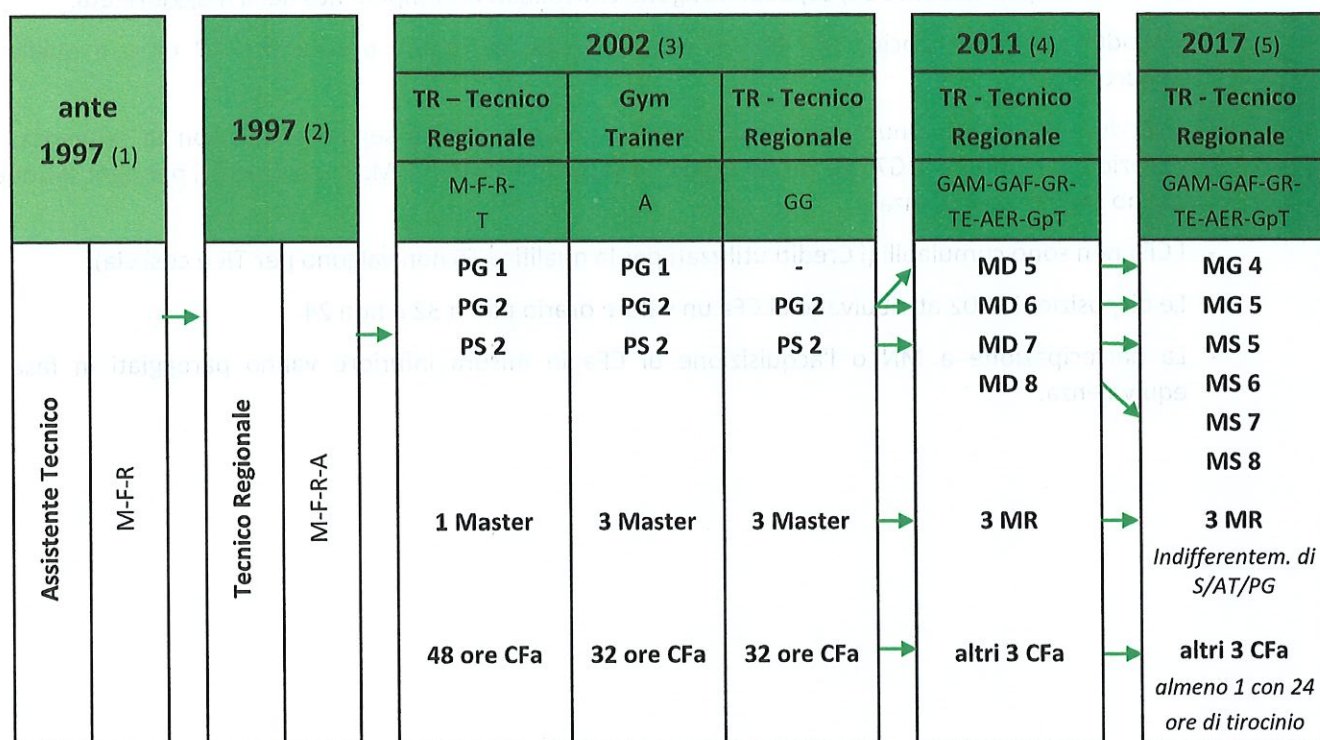 ante
1997 (1)
Assistente Tecnico
M-F-R
1997 (2)
Tecnico Regionale
M-F-R-A
2002 (3)
TR – Tecnico
Regionale
M-F-R-
T
PG 1
PG 2
PS 2
1 Master
48 ore CFa
Gym
Trainer
A
PG 1
PG 2
PS 2
3 Master
32 ore CFa
TR - Tecnico
Regionale
GG
-
PG 2
PS 2
3 Master
32 ore CFa
2011 (4)
TR - Tecnico
Regionale
GAM-GAF-GR-
TE-AER-GpT
MD 5
MD 6
MD 7
MD 8
3 MR
altri 3 CFa
2017 (5)
TR - Tecnico
Regionale
GAM-GAF-GR-
TE-AER-GpT
MG 4
MG 5
MS 5
MS 6
MS 7
MS 8
3 MR
Indifferentem. di
S/AT/PG
altri 3 CFa
almeno 1 con 24
ore di tirocinio